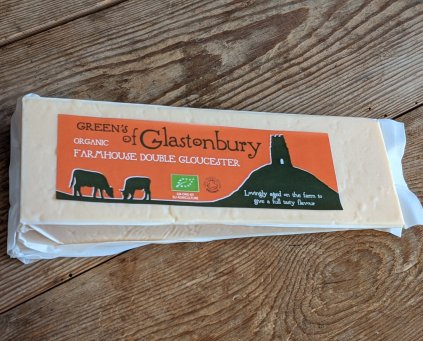 GREEN's
of Glastonbury
ORGANIC
FARMHOUSE DOUBLE GLOUCESTER
Lovingly aged on the farm to
give a full tasty flavour